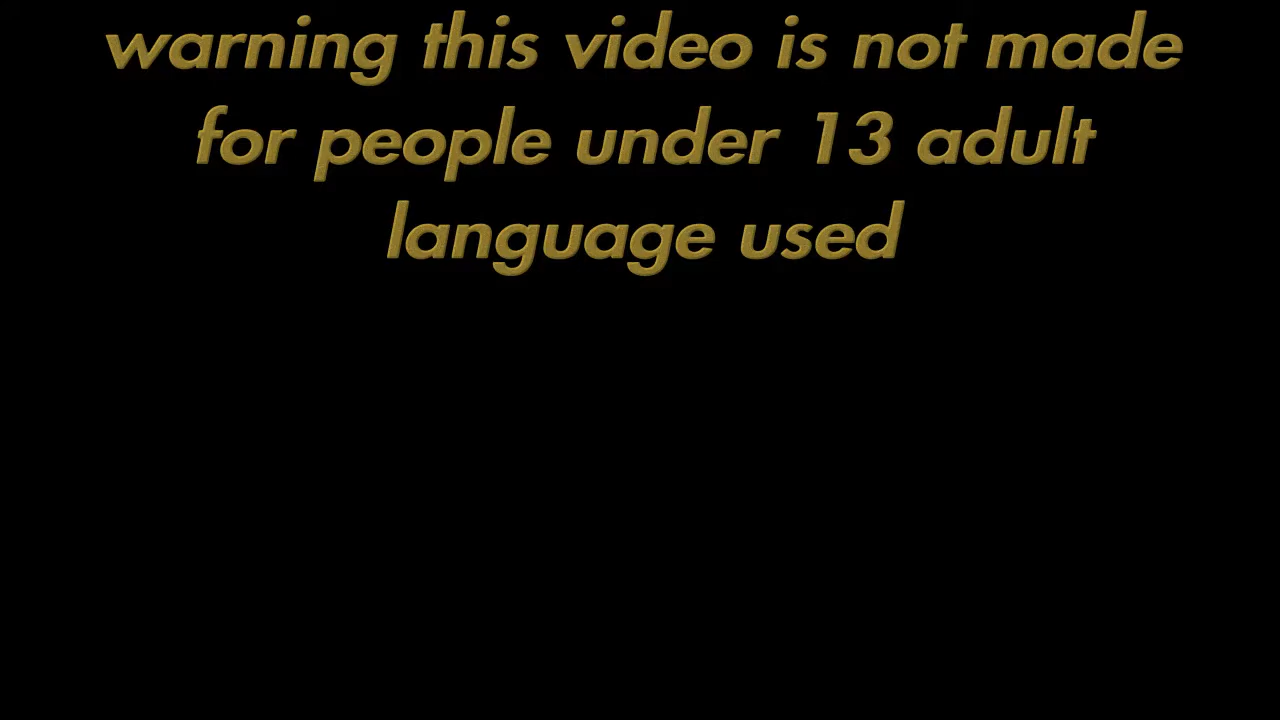 warning this video is not made
for people under 13 adult
language used